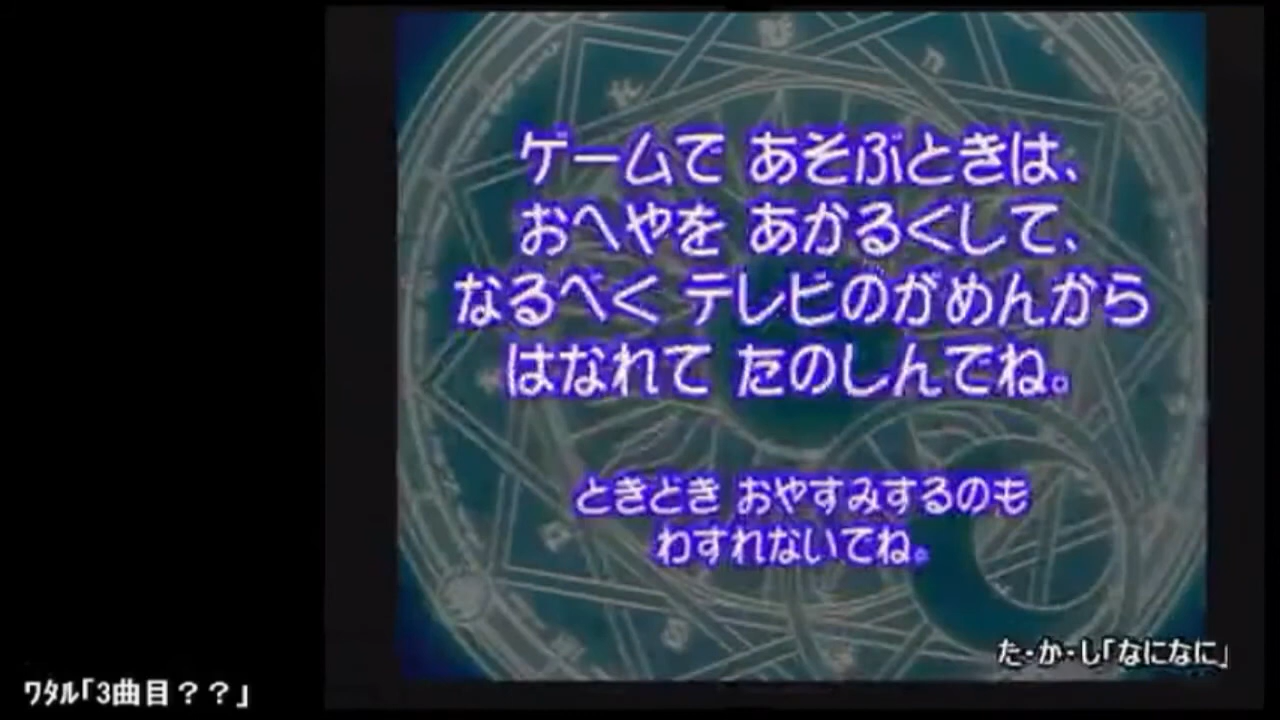 ゲームで あそぶときは、
おへやを あかるくして、
なるべく テレビのがめんから
はなれて たのしんでね。
ときとき おやすみするのも
わすれないでね。
た・か・し「なになに」
ﾜﾀﾙ「3曲目？？」